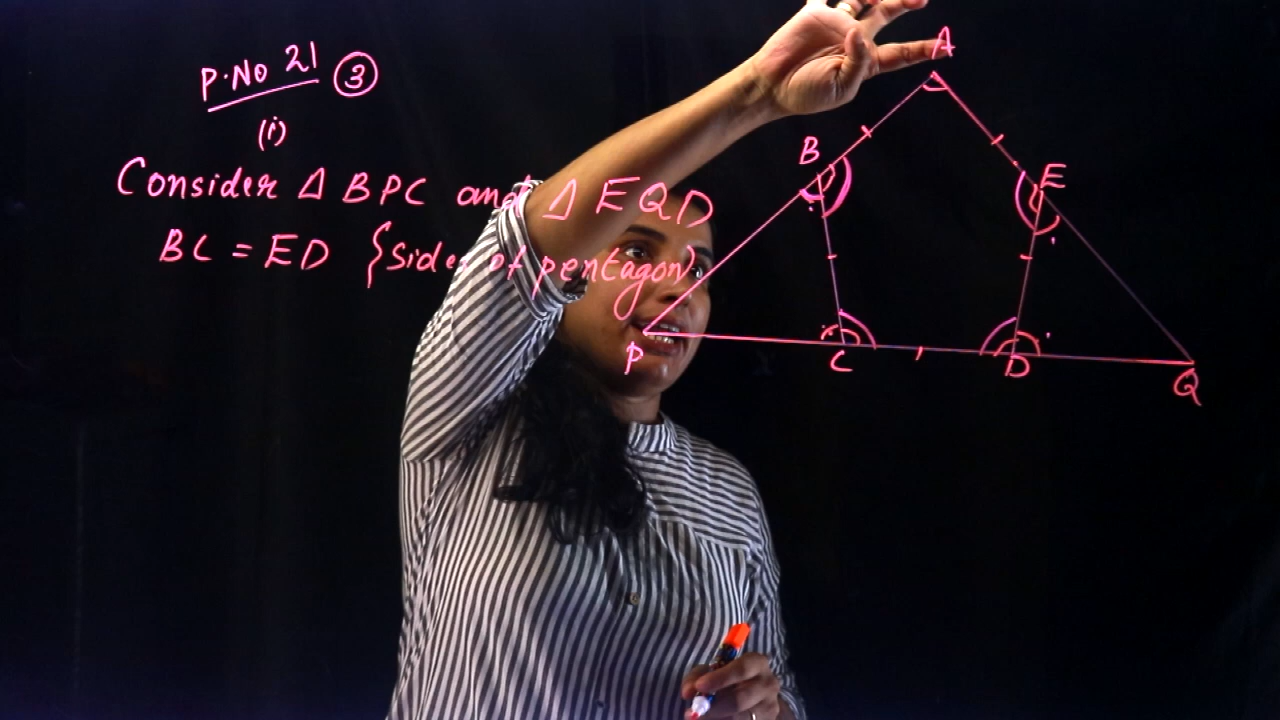 P.No 21 ③
(i)
Consider Δ BPC and Δ EQD
BC = ED {Sides of pentagon)
A
B
E
P
C
D
Q